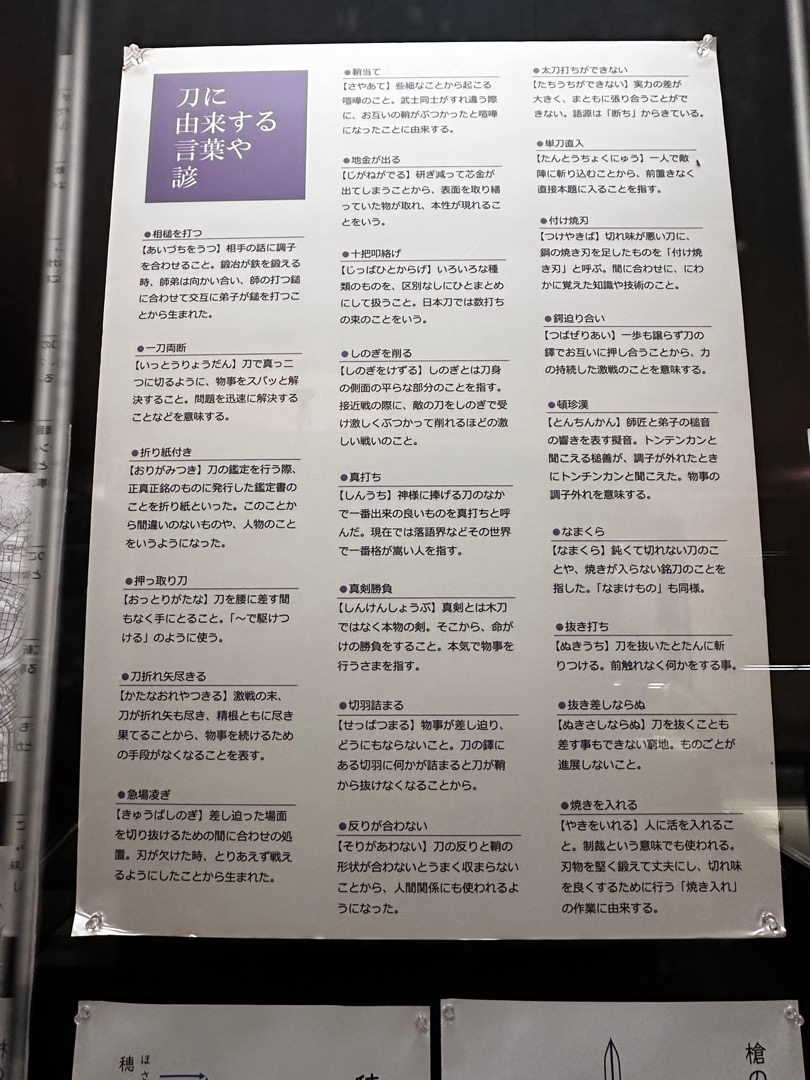 刀に
由来する
言葉や
諺
●相槌を打つ
【あいづちをうつ】相手の話に調子
を合わせること。鍛冶が鉄を鍛える
時、師弟は向かい合い、師の打つ鎚
に合わせて交互に弟子が鎚を打つこ
とから生まれた。
●一刀両断
【いっとうりょうだん】刀で真っ二
つに切るように、物事をスパッと解
決すること。問題を迅速に解決する
ことなどを意味する。
●折り紙付き
【おりがみつき】刀の鑑定を行う際、
正真正銘のものに発行した鑑定書の
ことを折り紙といった。このことか
ら間違いのないものや、人物のこと
をいうようになった。
●押っ取り刀
【おっとりがたな】刀を腰に差す間
もなく手にとること。「〜で駆けつ
ける」のように使う。
●刀折れ矢尽きる
【かたなおれやつきる】激戦の末、
刀が折れ矢も尽き、精根ともに尽き
果てることから、物事を続けるため
の手段がなくなることを表す。
●急場凌ぎ
【きゅうばしのぎ】差し迫った場面
を切り抜けるための間に合わせの処
置。刃が欠けた時、とりあえず戦え
るようにしたことから生まれた。
●鞘当て
【さやあて】些細なことから起こる
喧嘩のこと。武士同士がすれ違う際
に、お互いの鞘がぶつかったと喧嘩
になったことに由来する。
●地金が出る
【じがねがでる】研ぎ減って芯金が
出てしまうことから、表面を取り繕
っていた物が取れ、本性が現れるこ
とをいう。
●十把叩絡げ
【じっぱひとからげ】いろいろな種
類のものを、区別なしにひとまとめ
にして扱うこと。日本刀では数打ち
の束のことをいう。
●しのぎを削る
【しのぎをけずる】しのぎとは刀身
の側面の平らな部分のことを指す。
接近戦の際に、敵の刀をしのぎで受
け激しくぶつかって削れるほどの激
しい戦いのこと。
●真打ち
【しんうち】神様に捧げる刀のなか
で一番出来の良いものを真打ちと呼
んだ。現在では落語界などその世界
で一番格が嵩い人を指す。
●真剣勝負
【しんけんしょうぶ】真剣とは木刀
ではなく本物の剣。そこから、命が
けの勝負をすること。本気で物事を
行うさまを指す。
●切羽詰まる
【せっぱつまる】物事が差し迫り、
どうにもならないこと。刀の鐔に
ある切羽に何かが詰まると刀が鞘
から抜けなくなることから。
●反りが合わない
【そりがあわない】刀の反りと鞘の
形状が合わないとうまく収まらない
ことから、人間関係にも使われるよ
うになった。
●太刀打ちができない
【たちうちができない】実力の差が
大きく、まともに張り合うことがで
きない。語源は「断ち」からきている。
●単刀直入
【たんとうちょくにゅう】一人で敵
陣に斬り込むことから、前置きなく
直接本題に入ることを指す。
●付け焼刃
【つけやきば】切れ味が悪い刀に、
鋼の焼き刃を足したものを「付け焼
き刃」と呼ぶ。間に合わせに、にわ
かに覚えた知識や技術のこと。
●鍔迫り合い
【つばぜりあい】一歩も譲らず刀の
鐔でお互いに押し合うことから、力
の持続した激戦のことを意味する。
●頓珍漢
【とんちんかん】師匠と弟子の槌音
の響きを表す擬音。トンテンカンと
聞こえる槌善が、調子が外れたとき
にトンチンカンと聞こえた。物事の
調子外れを意味する。
●なまくら
【なまくら】鈍くて切れない刀のこ
とや、焼きが入らない銘刀のことを
指した。「なまけもの」も同様。
●抜き打ち
【ぬきうち】刀を抜いたとたんに斬
りつける。前触れなく何かをする事。
●抜き差しならぬ
【ぬきさしならぬ】刀を抜くことも
差す事もできない窮地。ものごとが
進展しないこと。
●焼きを入れる
【やきをいれる】人に活を入れるこ
と。制裁という意味でも使われる。
刃物を堅く鍛えて丈夫にし、切れ味
を良くするために行う「焼き入れ」
の作業に由来する。
穂
ほさ
槍の